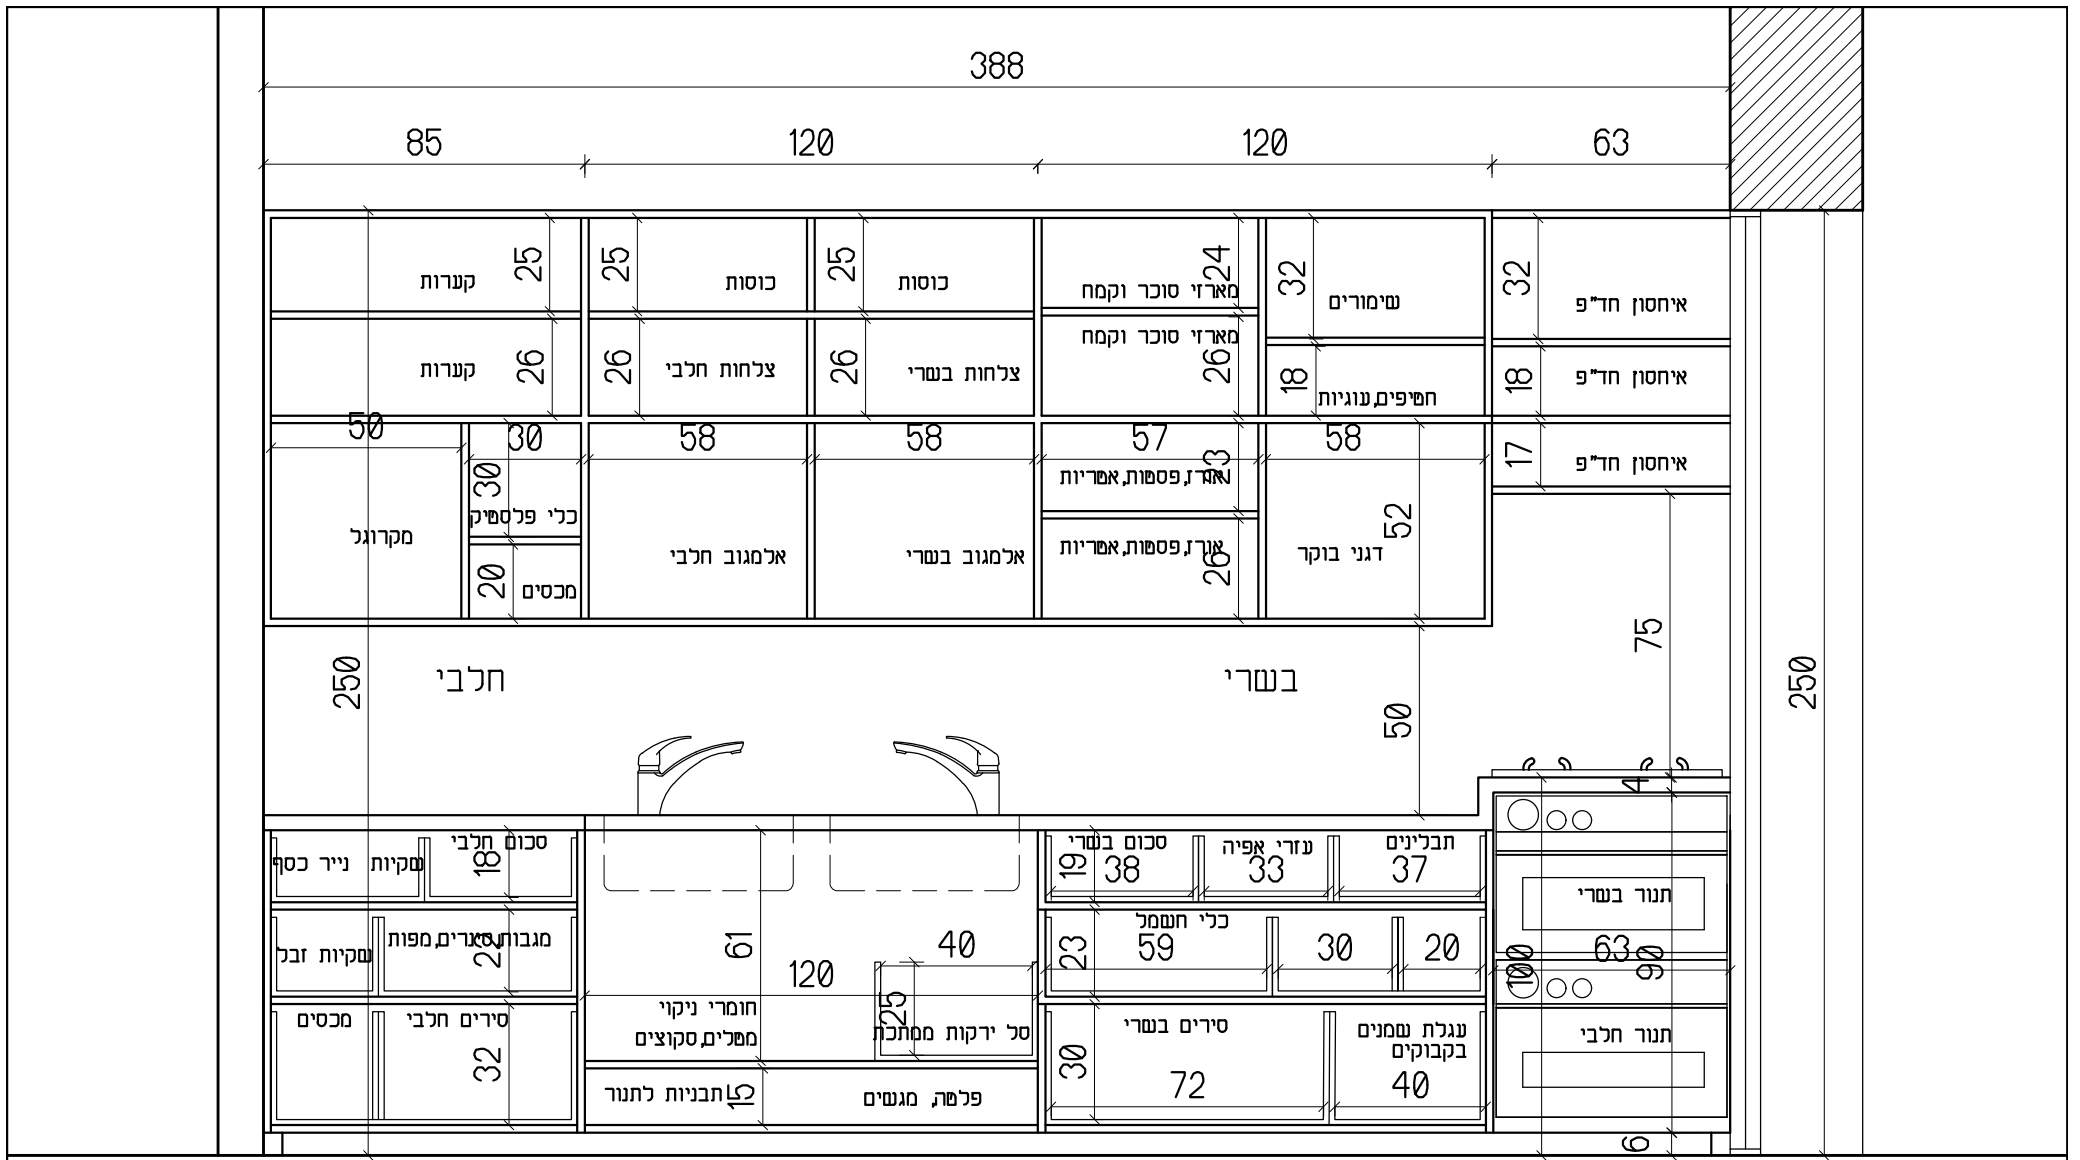 388
85 120 120 63
25 25 25 24 32 32
קערות
כוסות
כוסות
מארזי סוכר וקמח
שימורים
איחסון חד"פ
26 26 26 26 18 18
קערות
צלחות חלבי
צלחות בשרי
מארזי סוכר וקמח
חטיפים,עוגיות
איחסון חד"פ
50 30 58 58 57 58
30 23 17
איחסון חד"פ
כלי פלסטיק
אורז,פסטות,אטריות
מקרוגל
20 26 52
מכסים
אלמגוב חלבי
אלמגוב בשרי
אורז,פסטות,אטריות
דגני בוקר
250 75 50 250
חלבי
בשרי
4
סכום חלבי
שקיות נייר כסף
18
סכום בשרי
עזרי אפיה
תבלינים
19 38 33 37
תנור בשרי
מגבות,סינרים,מפות
שקיות זבל
22
61 120 40 25
כלי חשמל
23 59 30 20
100 63 90
מכסים
סירים חלבי
32
חומרי ניקוי
מטלים,סקוצים
סל ירקות ממתכת
סירים בשרי
עגלת שמנים
בקבוקים
30 72 40
תנור חלבי
תבניות לתנור
15
פלטה, מגשים
6